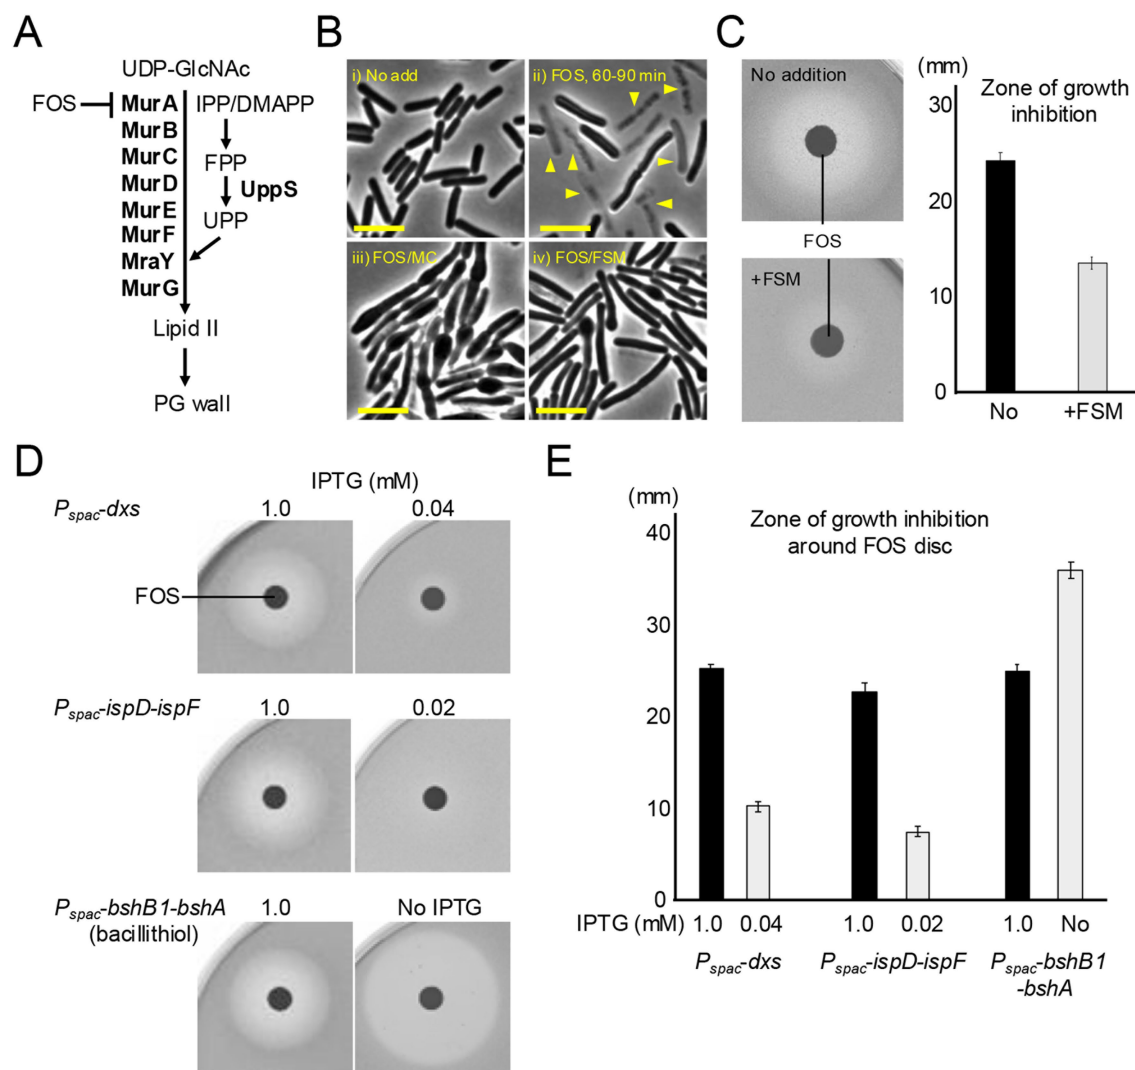 A
UDP-GlcNAc
FOS
MurA
IPP/DMAPP
MurB
MurC
FPP
MurD
UppS
MurE
UPP
MurF
MraY
MurG
Lipid II
PG wall
B
i) No add
ii) FOS, 60-90 min
iii) FOS/MC
iv) FOS/FSM
C
No addition
FOS
+FSM
(mm)
Zone of growth
inhibition
30
20
10
0
No
+FSM
D
IPTG (mM)
Pspac-dxs
1.0
0.04
FOS
Pspac-ispD-ispF
1.0
0.02
Pspac-bshB1-bshA
(bacillithiol)
1.0
No IPTG
E
(mm)
Zone of growth inhibition
around FOS disc
40
30
20
10
0
IPTG (mM)
1.0
0.04
1.0
0.02
1.0
No
Pspac-dxs
Pspac-ispD-ispF
Pspac-bshB1
-bshA